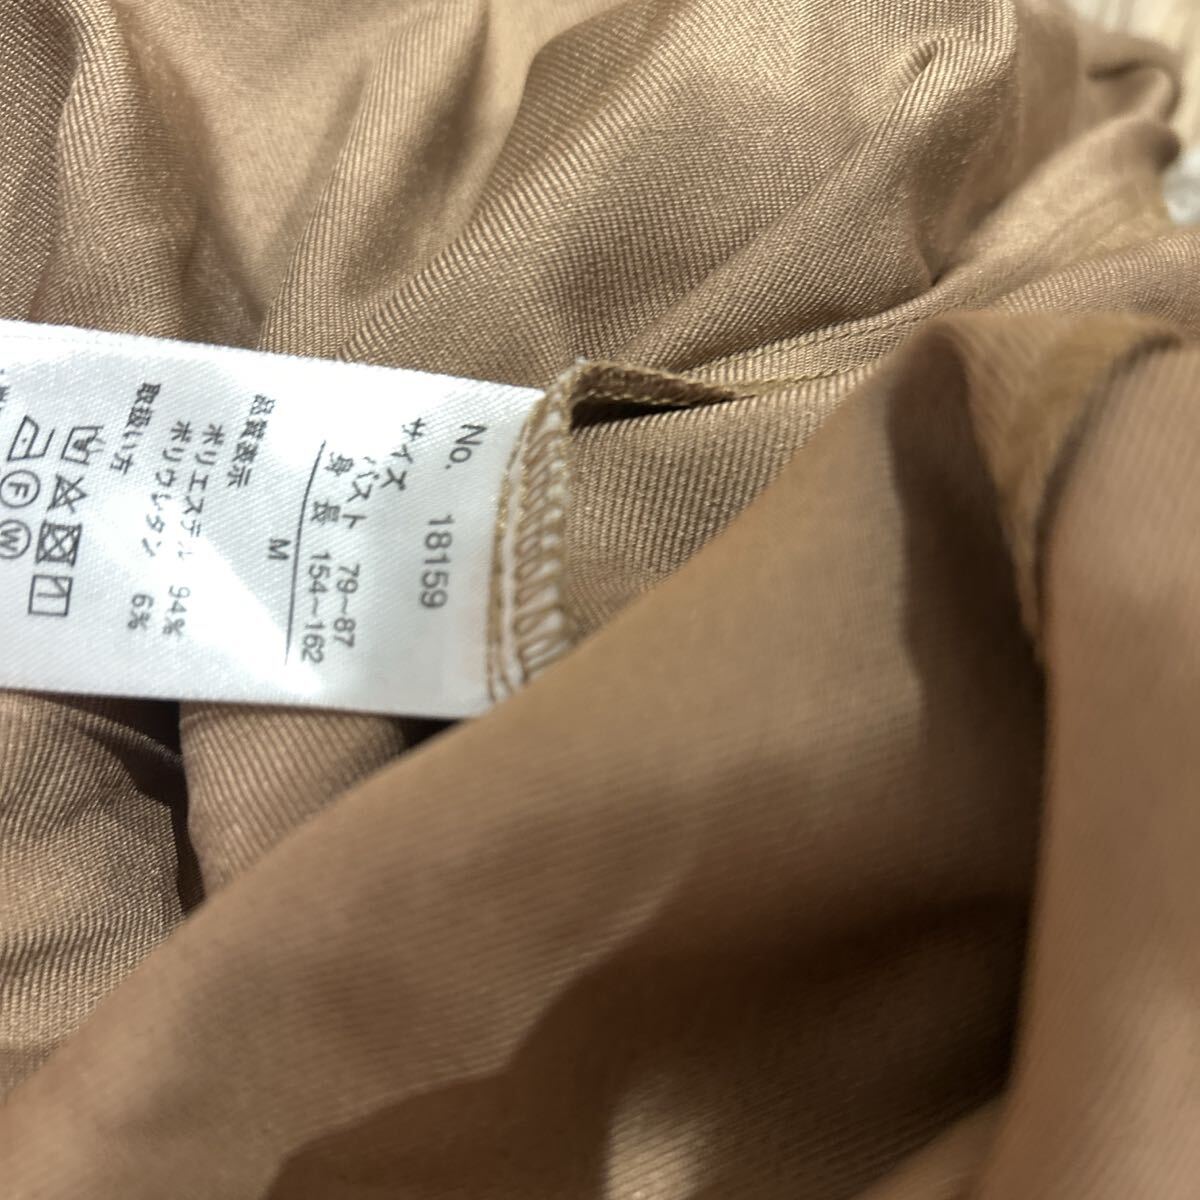 No. 18159
サイズ
バスト 79~87
身 長 154~162
M
品質表示
ポリエステル 94%
ポリウレタン 6%
取扱い方
F
W